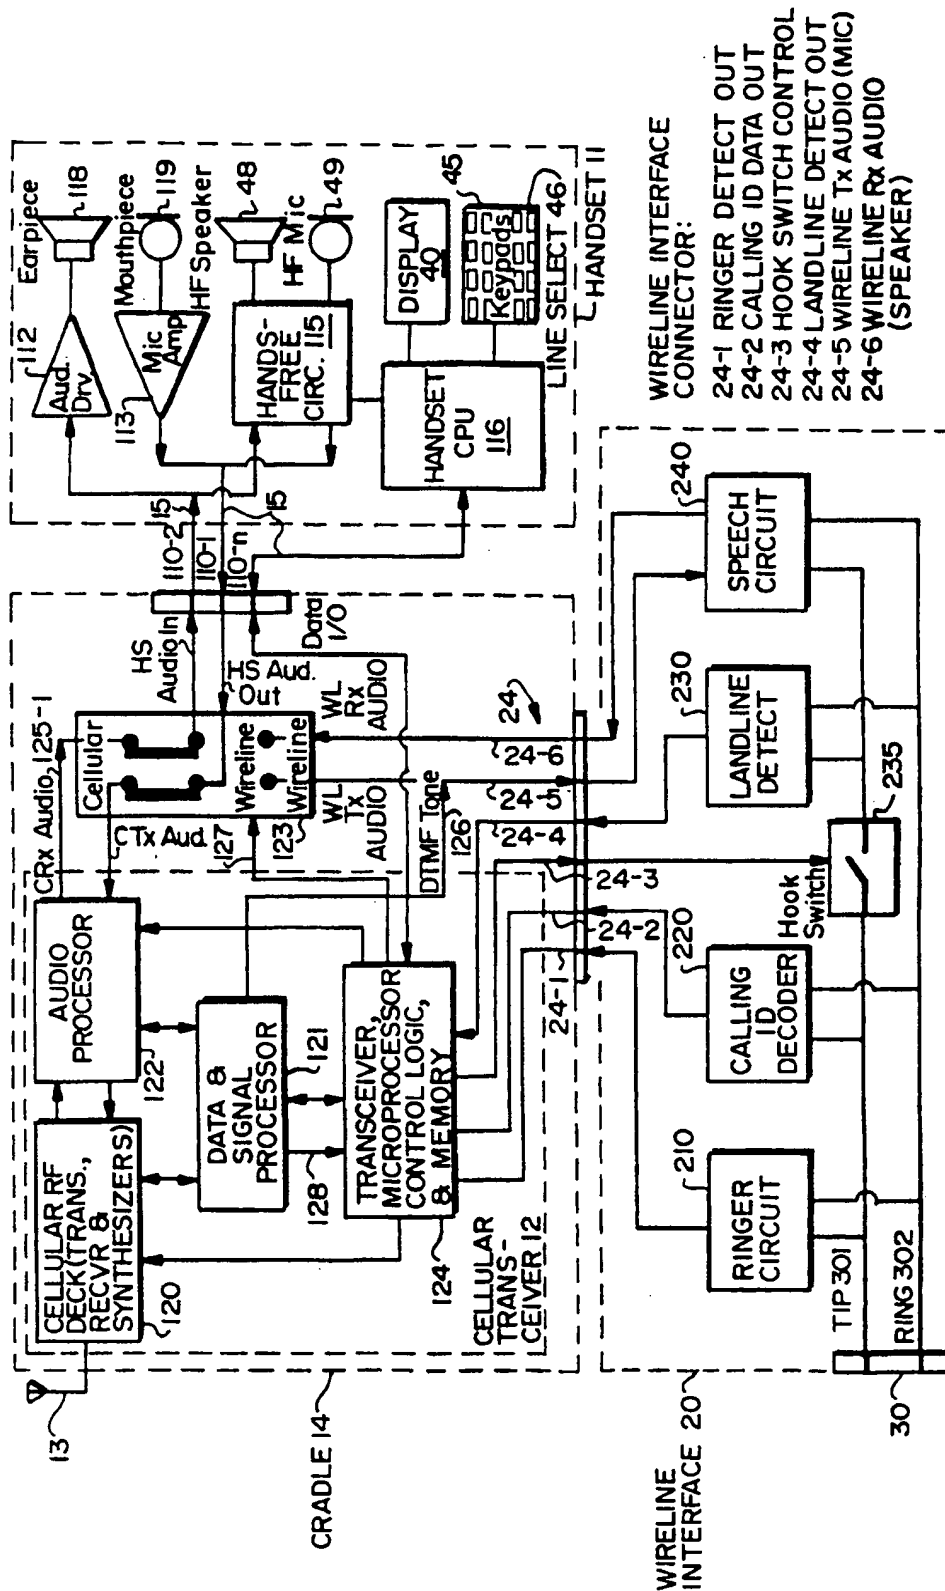 13
CELLULAR RF
DECK (TRANS.,
RECVR &
SYNTHESIZERS)
120
AUDIO
PROCESSOR
122
DATA &
SIGNAL
PROCESSOR
121
128
TRANSCEIVER,
MICROPROCESSOR
CONTROL LOGIC,
& MEMORY
124
CELLULAR
TRANS-
CEIVER 12
CRADLE 14
CRx Audio, 125-1
CTx Aud.
127
Cellular
Wireline
Wireline
123
HS
Audio In
HS Aud.
Out
Data
I/O
WL
Tx
AUDIO
WL
Rx
AUDIO
DTMF Tone
126
110-2
110-1
110-n
15
15
112
Aud.
Drv.
Earpiece
118
113
Mic
Amp
Mouthpiece
119
HANDS-
FREE
CIRC. 115
HF Speaker
48
HF Mic
49
HANDSET
CPU
116
DISPLAY
40
45
Keypads
LINE SELECT 46
HANDSET 11
24
24-1
24-2
24-3
24-4
24-5
24-6
WIRELINE INTERFACE
CONNECTOR:
24-1 RINGER DETECT OUT
24-2 CALLING ID DATA OUT
24-3 HOOK SWITCH CONTROL
24-4 LANDLINE DETECT OUT
24-5 WIRELINE Tx AUDIO (MIC)
24-6 WIRELINE Rx AUDIO
(SPEAKER)
WIRELINE
INTERFACE 20
210
RINGER
CIRCUIT
220
CALLING
ID
DECODER
Hook
Switch
235
230
LANDLINE
DETECT
240
SPEECH
CIRCUIT
TIP 301
RING 302
30